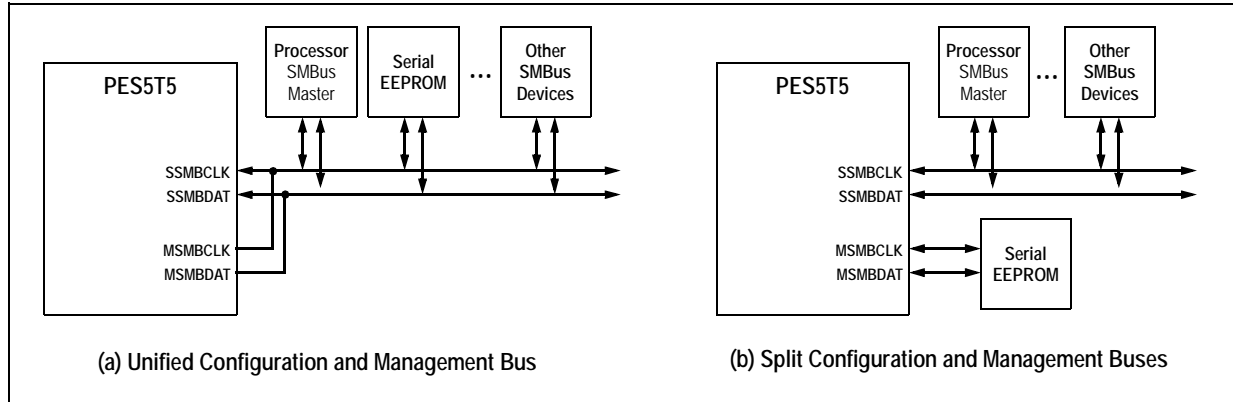 PES5T5
Processor
SMBus
Master
Serial
EEPROM
...
Other
SMBus
Devices
SSMBCLK
SSMBDAT
MSMBCLK
MSMBDAT
(a) Unified Configuration and Management Bus
PES5T5
Processor
SMBus
Master
...
Other
SMBus
Devices
SSMBCLK
SSMBDAT
MSMBCLK
MSMBDAT
Serial
EEPROM
(b) Split Configuration and Management Buses